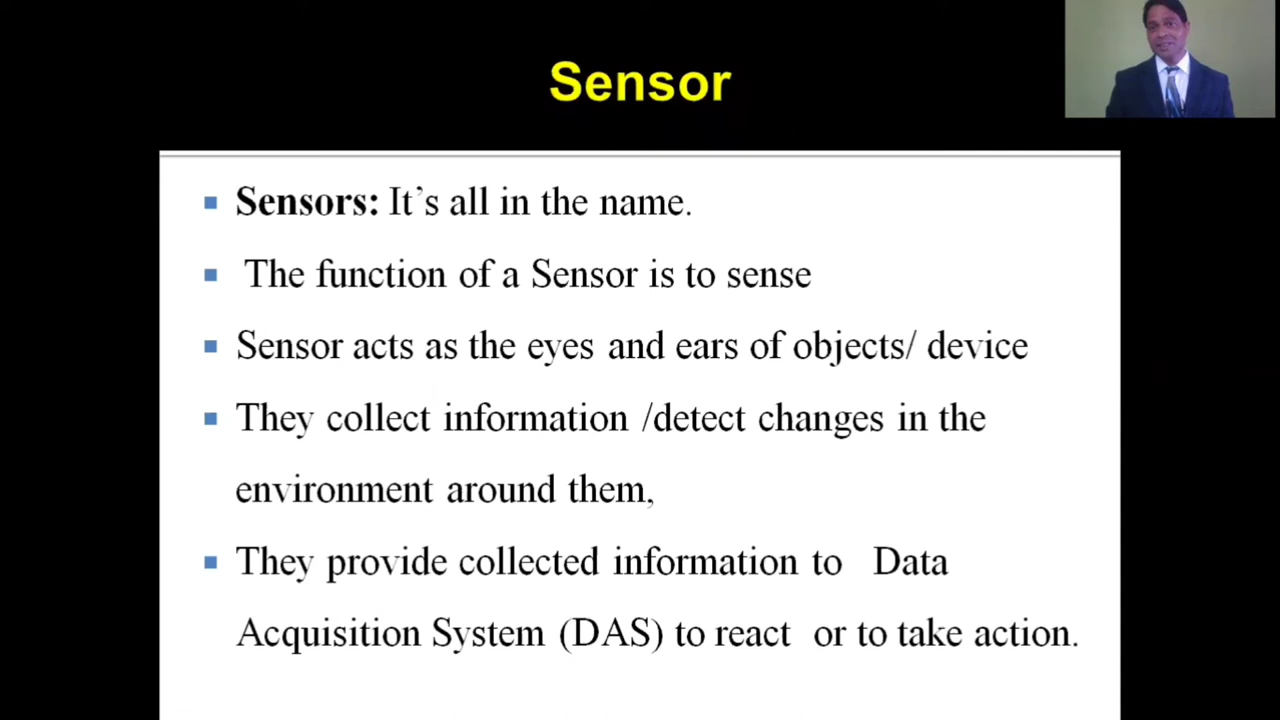 Sensor
Sensors: It’s all in the name.
The function of a Sensor is to sense
Sensor acts as the eyes and ears of objects/ device
They collect information /detect changes in the
environment around them,
They provide collected information to Data
Acquisition System (DAS) to react or to take action.